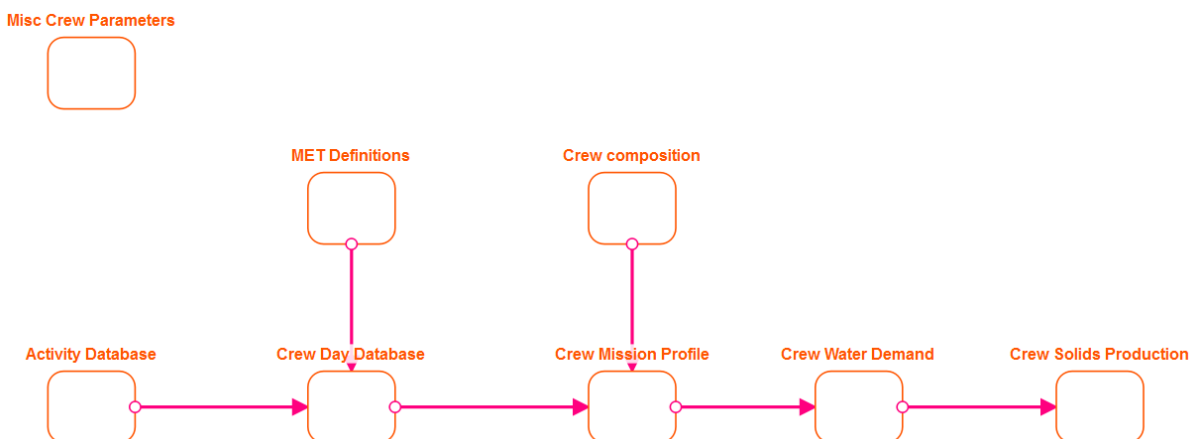 Misc Crew Parameters
MET Definitions
Crew composition
Activity Database
Crew Day Database
Crew Mission Profile
Crew Water Demand
Crew Solids Production